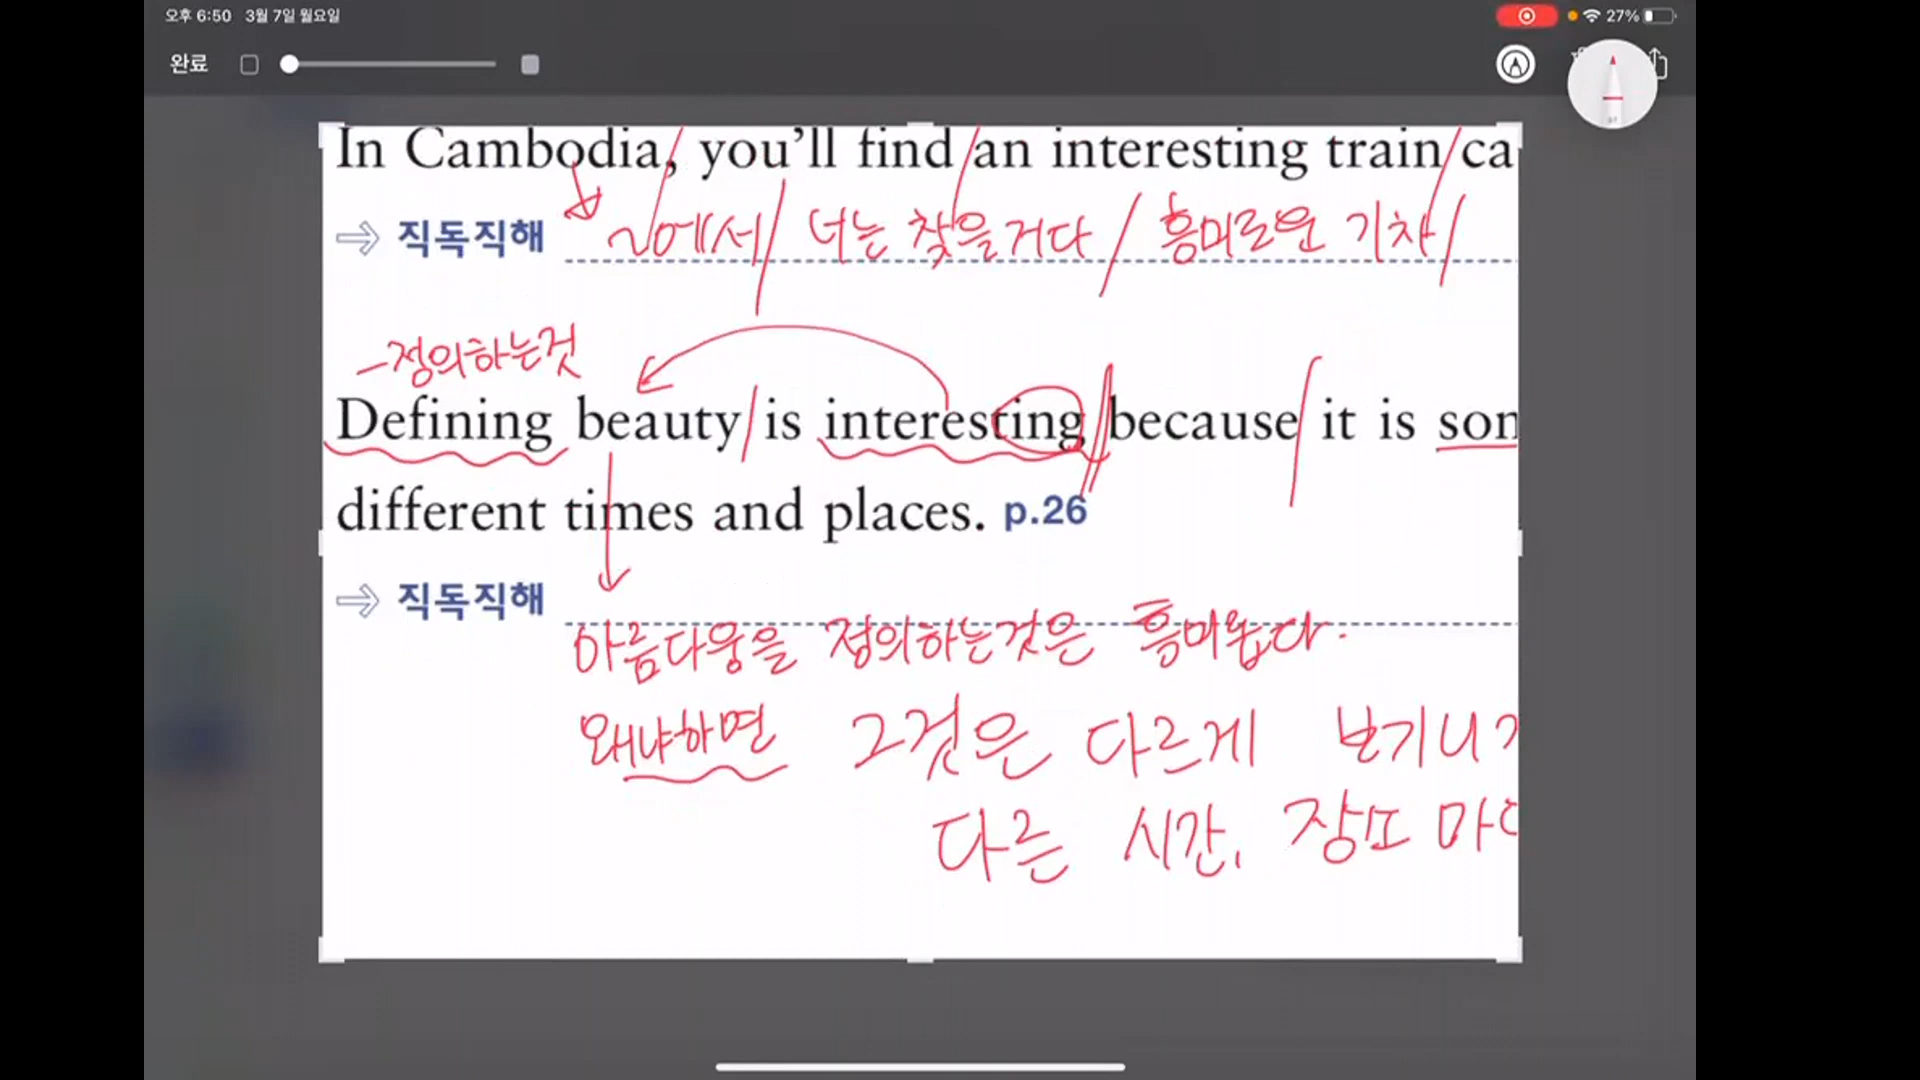 오후 6:50 3월 7일 월요일
27%
완료
In Cambodia, you'll find an interesting train ca
직독직해 ~에서 / 너는 찾을거다 / 흥미로운 기차 /
-정의하는것
Defining beauty is interesting because it is som
different times and places. p.26
직독직해
아름다움을 정의하는것은 흥미롭다.
왜냐하면 그것은 다르게 보기니
다른 시간, 장소 마